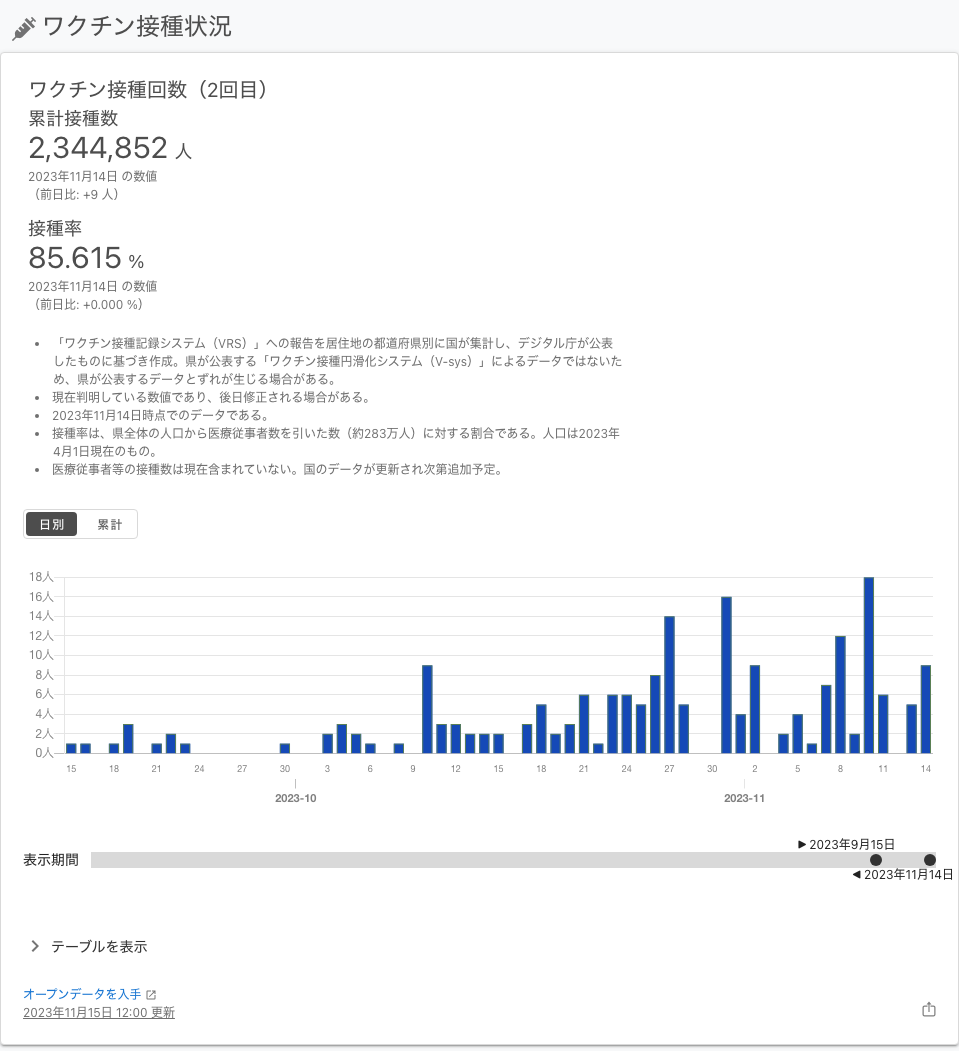 ワクチン接種状況
ワクチン接種回数（2回目）
累計接種数
2,344,852 人
2023年11月14日 の数値
（前日比: +9 人）
接種率
85.615 %
2023年11月14日 の数値
（前日比: +0.000 %）
• 「ワクチン接種記録システム（VRS）」への報告を居住地の都道府県別に国が集計し、デジタル庁が公表
したものに基づき作成。県が公表する「ワクチン接種円滑化システム（V-sys）」によるデータではないた
め、県が公表するデータとずれが生じる場合がある。
• 現在判明している数値であり、後日修正される場合がある。
• 2023年11月14日時点でのデータである。
• 接種率は、県全体の人口から医療従事者数を引いた数（約283万人）に対する割合である。人口は2023年
4月1日現在のもの。
• 医療従事者等の接種数は現在含まれていない。国のデータが更新され次第追加予定。
日別 累計
18人
16人
14人
12人
10人
8人
6人
4人
2人
0人
15 18 21 24 27 30 3 6 9 12 15 18 21 24 27 30 2 5 8 11 14
2023-10 2023-11
▶ 2023年9月15日
表示期間
◀ 2023年11月14日
テーブルを表示
オープンデータを入手
2023年11月15日 12:00 更新